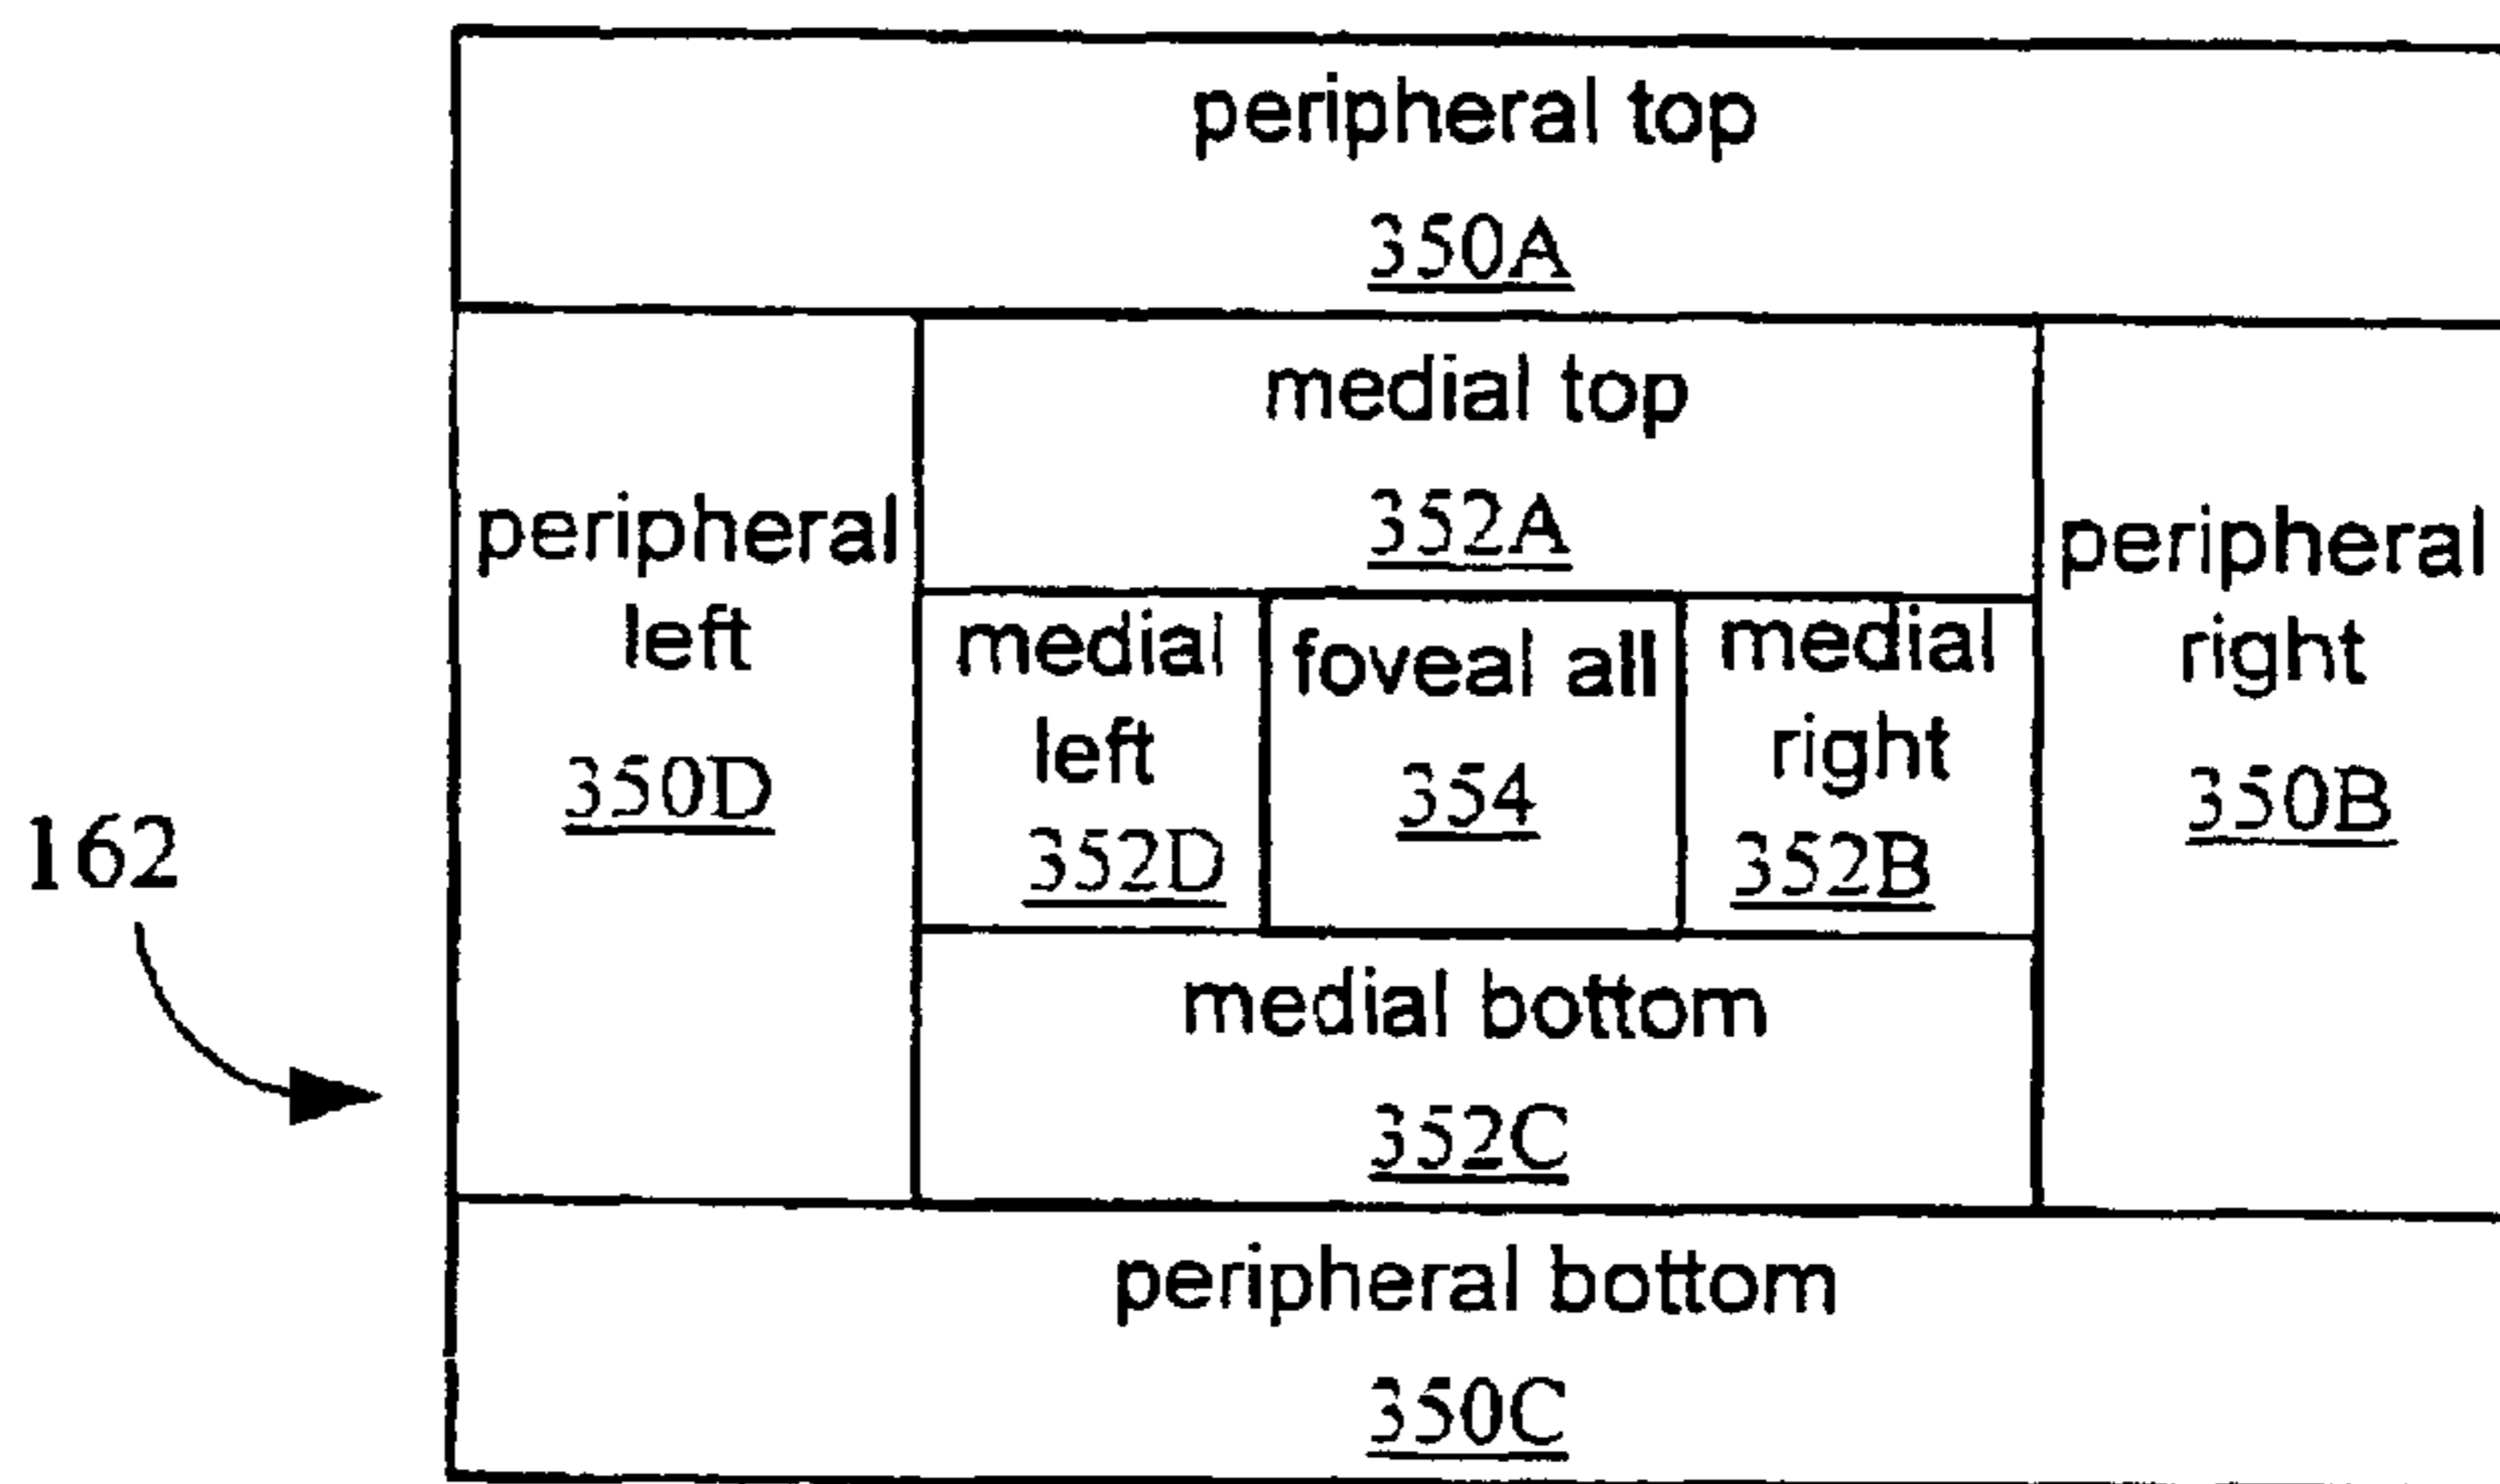 peripheral top
350A
medial top
352A
peripheral
left
350D
medial
left
352D
foveal all
354
medial
right
352B
peripheral
right
350B
162
medial bottom
352C
peripheral bottom
350C